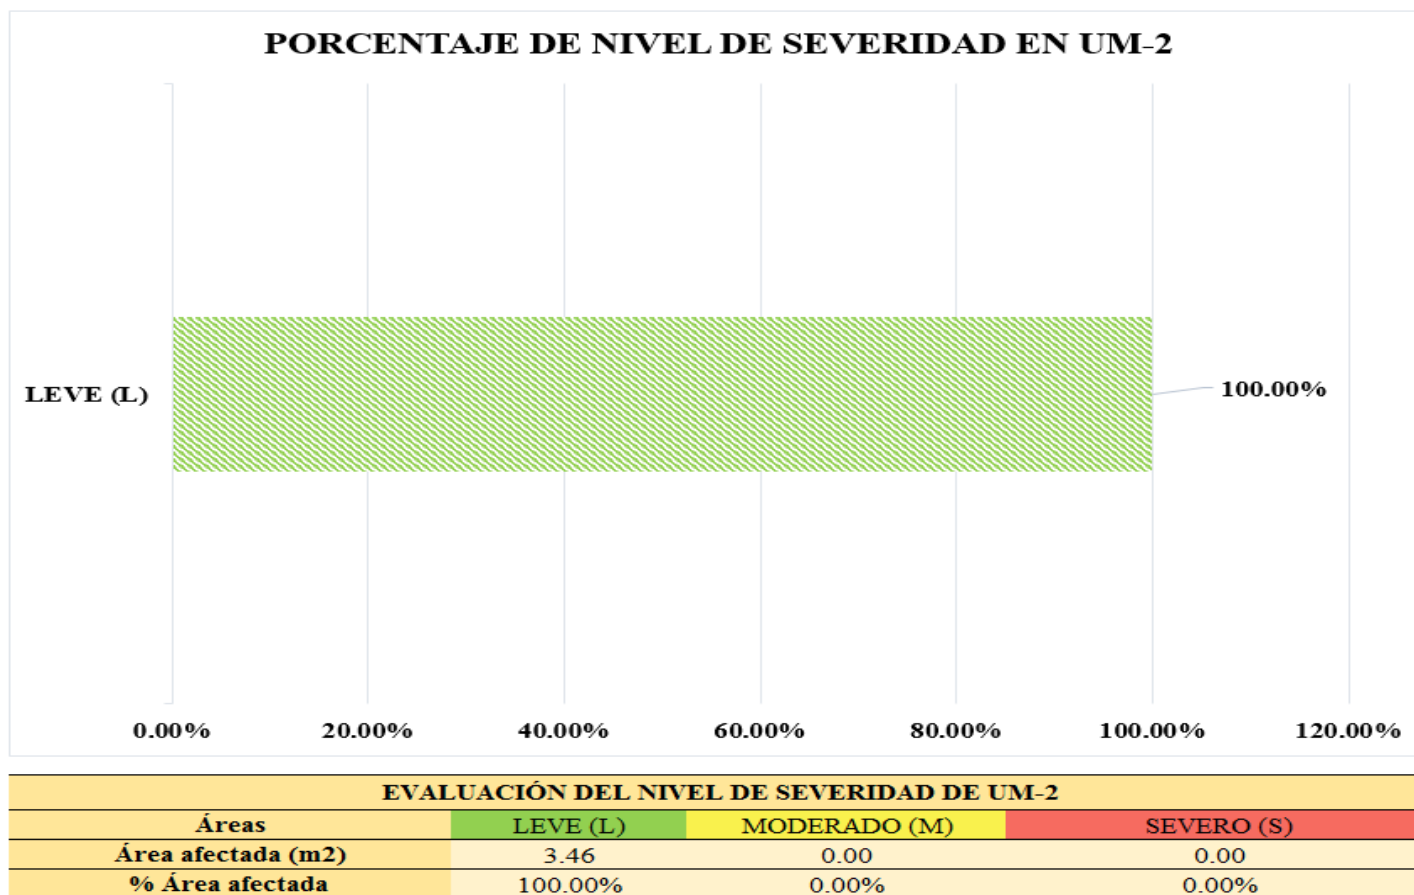 PORCENTAJE DE NIVEL DE SEVERIDAD EN UM-2
LEVE (L)
100.00%
0.00% 20.00% 40.00% 60.00% 80.00% 100.00% 120.00%
EVALUACIÓN DEL NIVEL DE SEVERIDAD DE UM-2
Áreas LEVE (L) MODERADO (M) SEVERO (S)
Área afectada (m2) 3.46 0.00 0.00
% Área afectada 100.00% 0.00% 0.00%